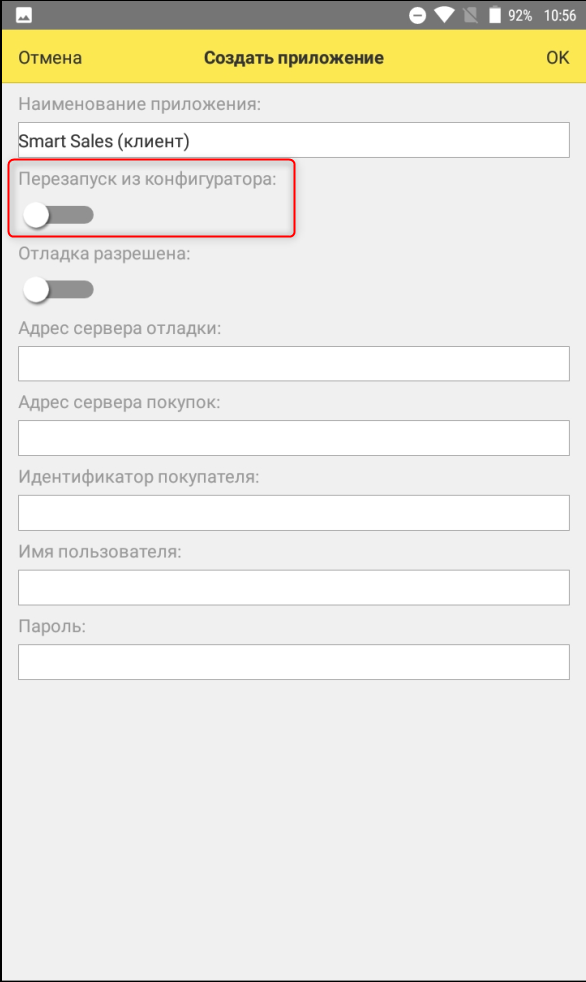 92% 10:56
Отмена Создать приложение OK
Наименование приложения:
Smart Sales (клиент)
Перезапуск из конфигуратора:
Отладка разрешена:
Адрес сервера отладки:
Адрес сервера покупок:
Идентификатор покупателя:
Имя пользователя:
Пароль: